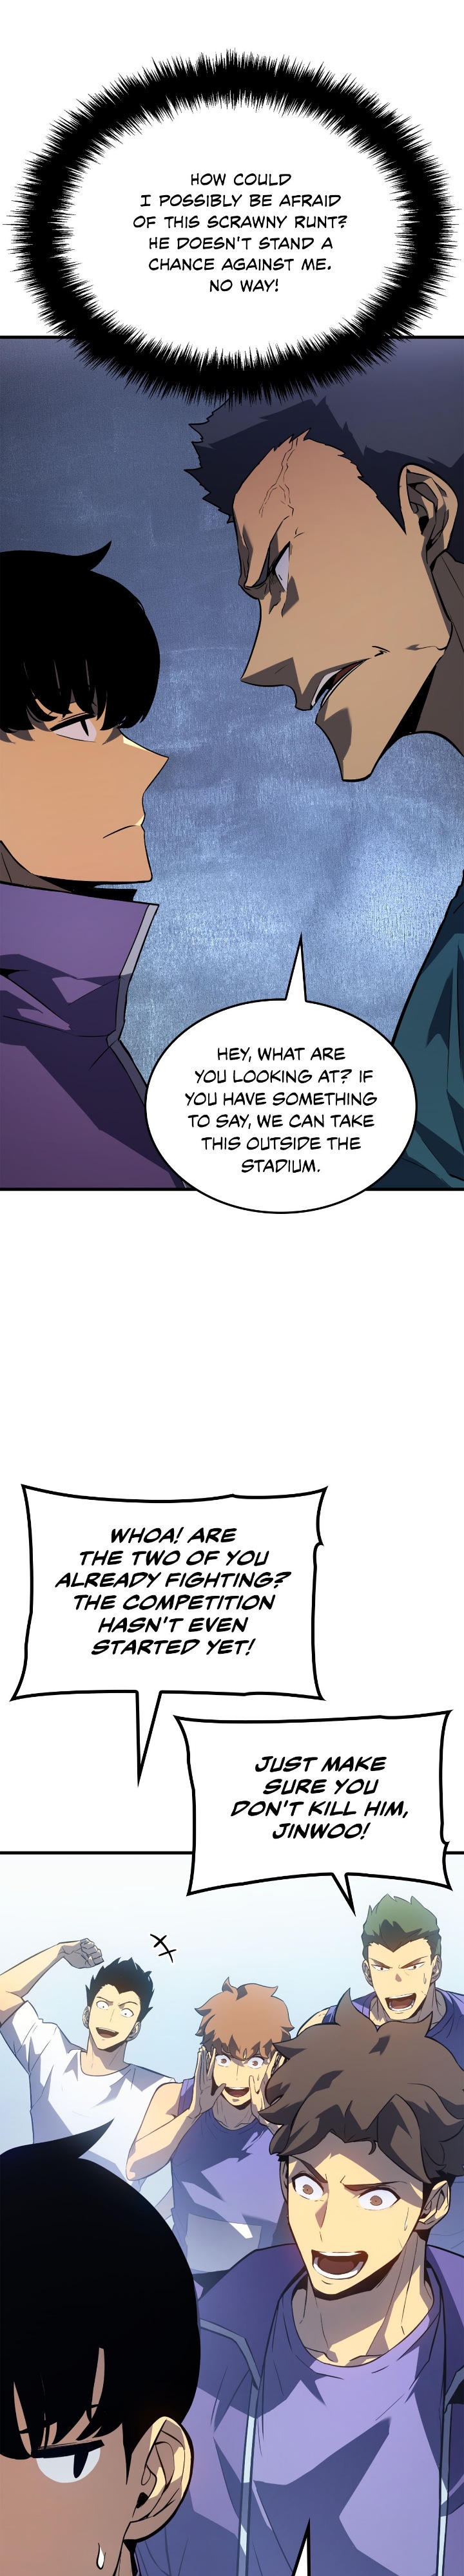 HOW COULD
I POSSIBLY BE AFRAID
OF THIS SCRAWNY RUNT?
HE DOESN'T STAND A
CHANCE AGAINST ME.
NO WAY!
HEY, WHAT ARE
YOU LOOKING AT? IF
YOU HAVE SOMETHING
TO SAY, WE CAN TAKE
THIS OUTSIDE THE
STADIUM.
WHOA! ARE
THE TWO OF YOU
ALREADY FIGHTING?
THE COMPETITION
HASN'T EVEN
STARTED YET!
JUST MAKE
SURE YOU
DON'T KILL HIM,
JINWOO!